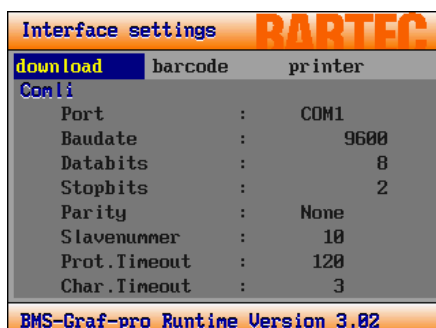 Interface settings BARTEC
download barcode printer
Comli
Port : COM1
Baudate : 9600
Databits : 8
Stopbits : 2
Parity : None
Slavenummer : 10
Prot.Timeout : 120
Char.Timeout : 3
BMS-Graf-pro Runtime Version 3.02